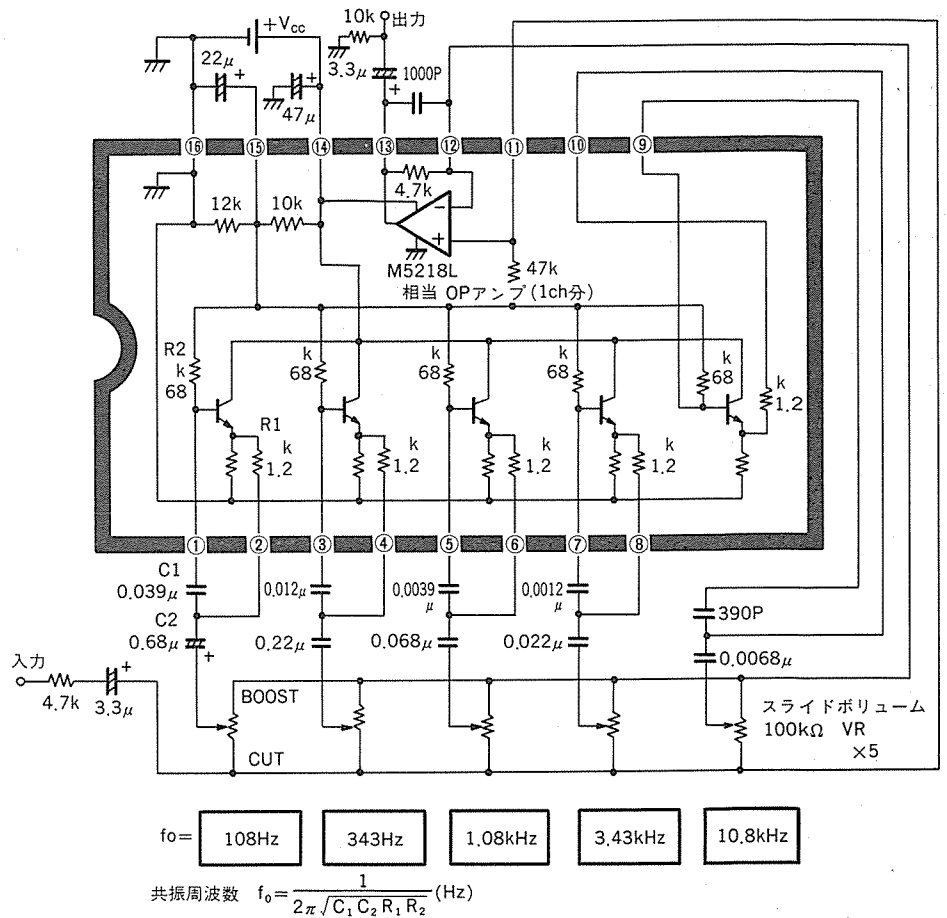 +Vcc
10k
出力
22μ
+
+
47μ
3.3μ
+
1000P
⑯
⑮
⑭
⑬
⑫
⑪
⑩
⑨
12k
10k
4.7k
−
+
M5218L
47k
相当 OPアンプ(1ch分)
R2
k
68
k
68
k
68
k
68
k
68
k
1.2
R1
k
1.2
k
1.2
k
1.2
k
1.2
①
②
③
④
⑤
⑥
⑦
⑧
C1
0.039μ
0.012μ
0.0039
μ
0.0012
μ
390P
C2
0.68μ
+
0.22μ
0.068μ
0.022μ
0.0068μ
入力
4.7k
+
3.3μ
BOOST
CUT
スライドボリューム
100kΩ VR
×5
fo=
108Hz
343Hz
1.08kHz
3.43kHz
10.8kHz
共振周波数 fo=1/2π√C1C2R1R2(Hz)